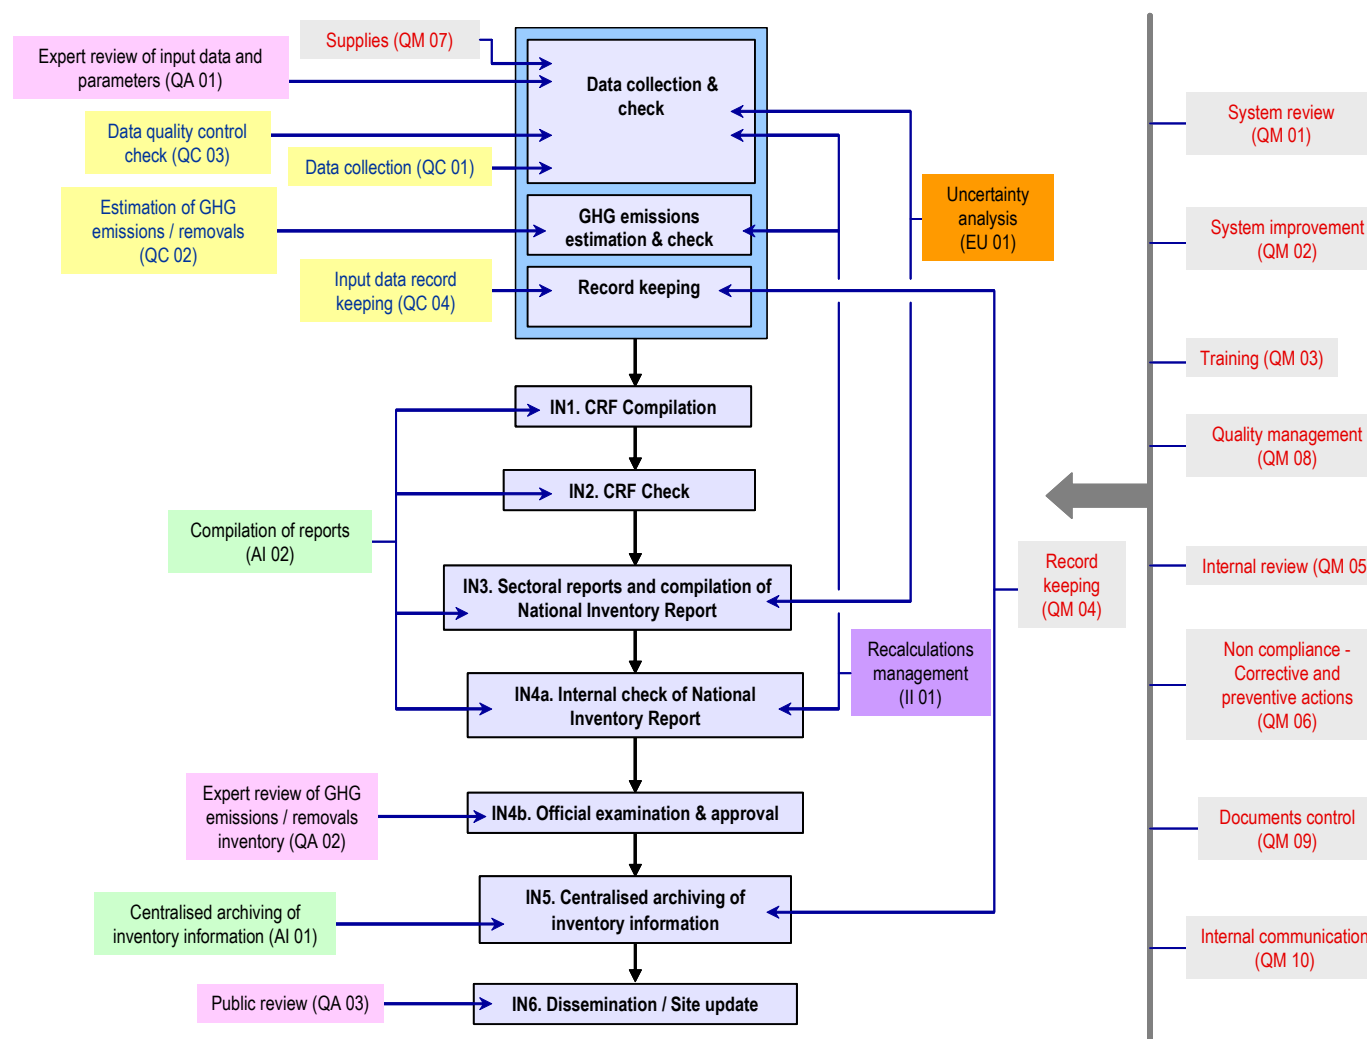 Expert review of input data and
parameters (QA 01)
Supplies (QM 07)
Data quality control
check (QC 03)
Data collection (QC 01)
Estimation of GHG
emissions / removals
(QC 02)
Input data record
keeping (QC 04)
Data collection &
check
GHG emissions
estimation & check
Record keeping
Uncertainty
analysis
(EU 01)
IN1. CRF Compilation
IN2. CRF Check
Compilation of reports
(AI 02)
IN3. Sectoral reports and compilation of
National Inventory Report
Record
keeping
(QM 04)
Recalculations
management
(II 01)
IN4a. Internal check of National
Inventory Report
Expert review of GHG
emissions / removals
inventory (QA 02)
IN4b. Official examination & approval
Centralised archiving of
inventory information (AI 01)
IN5. Centralised archiving of
inventory information
Public review (QA 03)
IN6. Dissemination / Site update
System review
(QM 01)
System improvement
(QM 02)
Training (QM 03)
Quality management
(QM 08)
Internal review (QM 05
Non compliance -
Corrective and
preventive actions
(QM 06)
Documents control
(QM 09)
Internal communication
(QM 10)